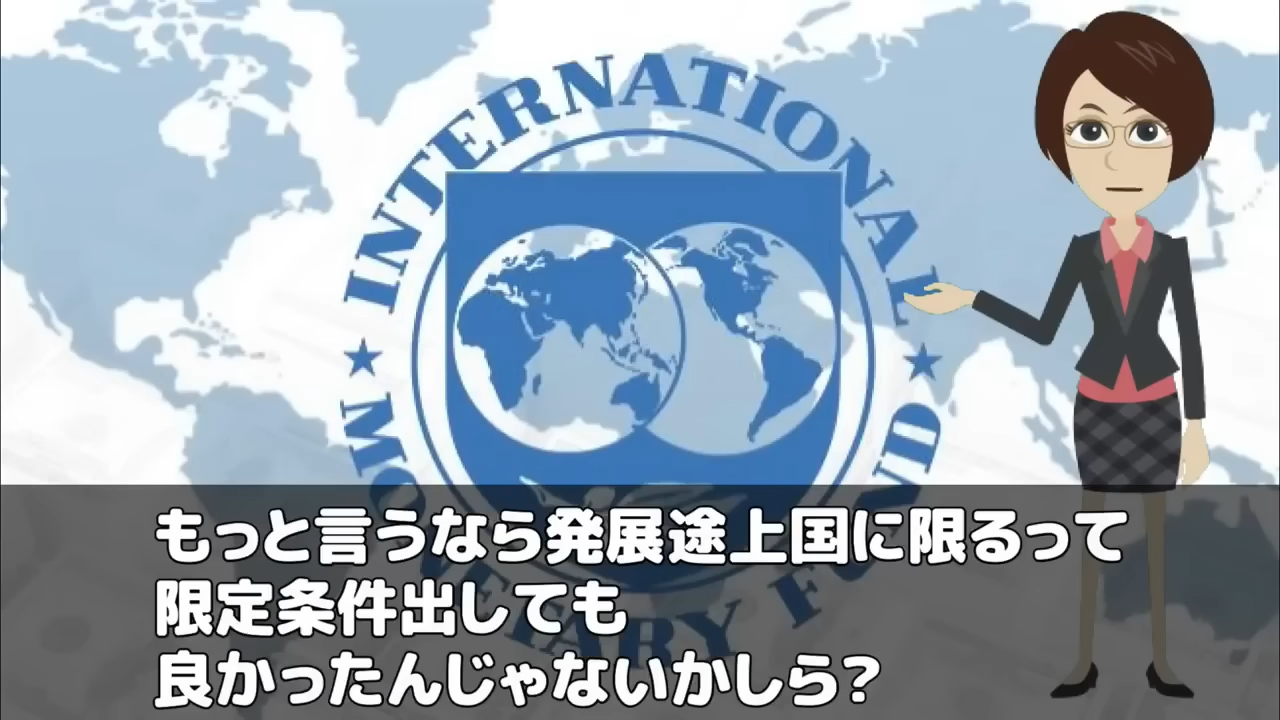 INTERNATIONAL
MONETARY FUND
もっと言うなら発展途上国に限るって
限定条件出しても
良かったんじゃないかしら?